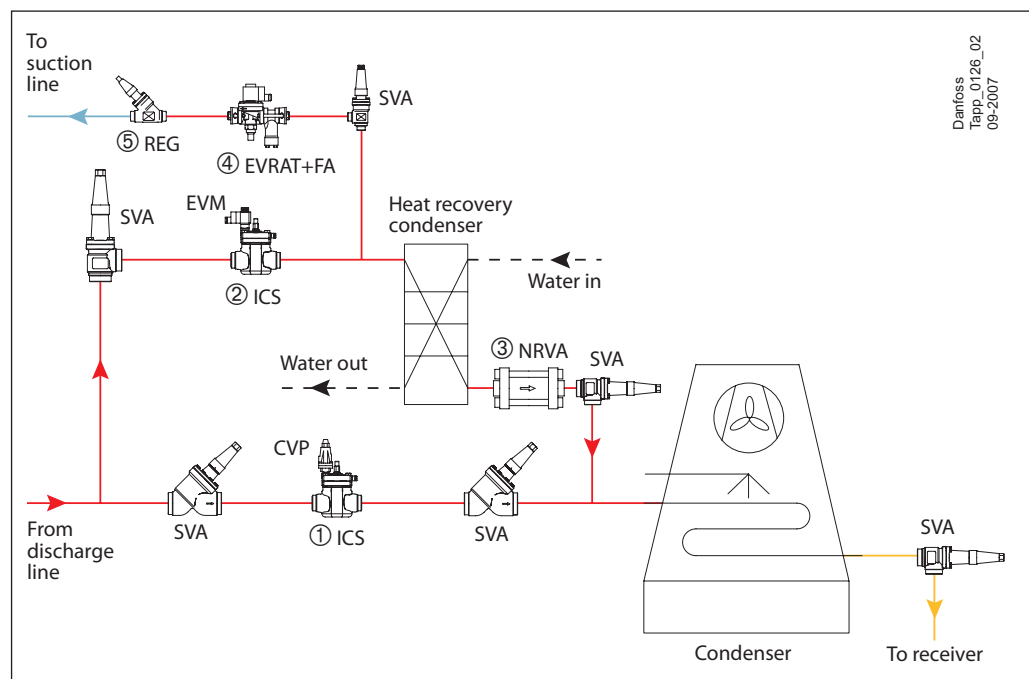 To
suction
line
SVA
Danfoss
Tapp_0126_02
09-2007
⑤ REG
④ EVRAT+FA
SVA
EVM
Heat recovery
condenser
② ICS
Water in
Water out
③ NRVA
SVA
CVP
From
discharge
line
SVA
① ICS
SVA
SVA
Condenser
To receiver